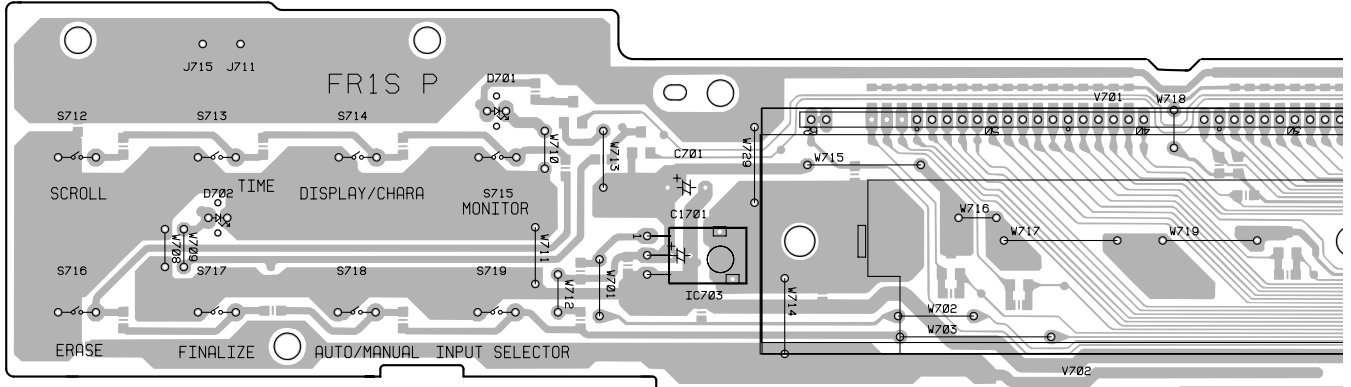 J715 J711
FR1S P
D701
V701
W718
S712 S713 S714
W710
W713
C701
W729
W715
SCROLL
D702
TIME
DISPLAY/CHARA
S715
MONITOR
C1701
W716
W708
W709
W711
1
W717
W719
S716 S717 S718 S719
W712
W701
IC703
W714
W702
W703
ERASE
FINALIZE
AUTO/MANUAL
INPUT SELECTOR
V702